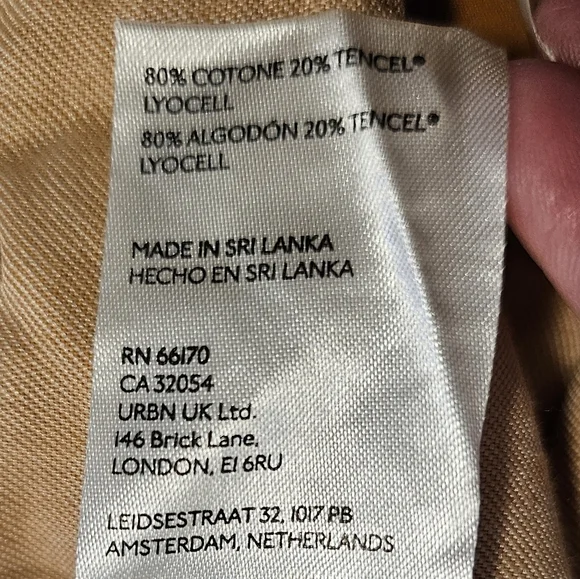 80% COTONE 20% TENCEL®
LYOCELL
80% ALGODÓN 20% TENCEL®
LYOCELL
MADE IN SRI LANKA
HECHO EN SRI LANKA
RN 66170
CA 32054
URBN UK Ltd.
146 Brick Lane,
LONDON, E1 6RU
LEIDSESTRAAT 32, 1017 PB
AMSTERDAM, NETHERLANDS